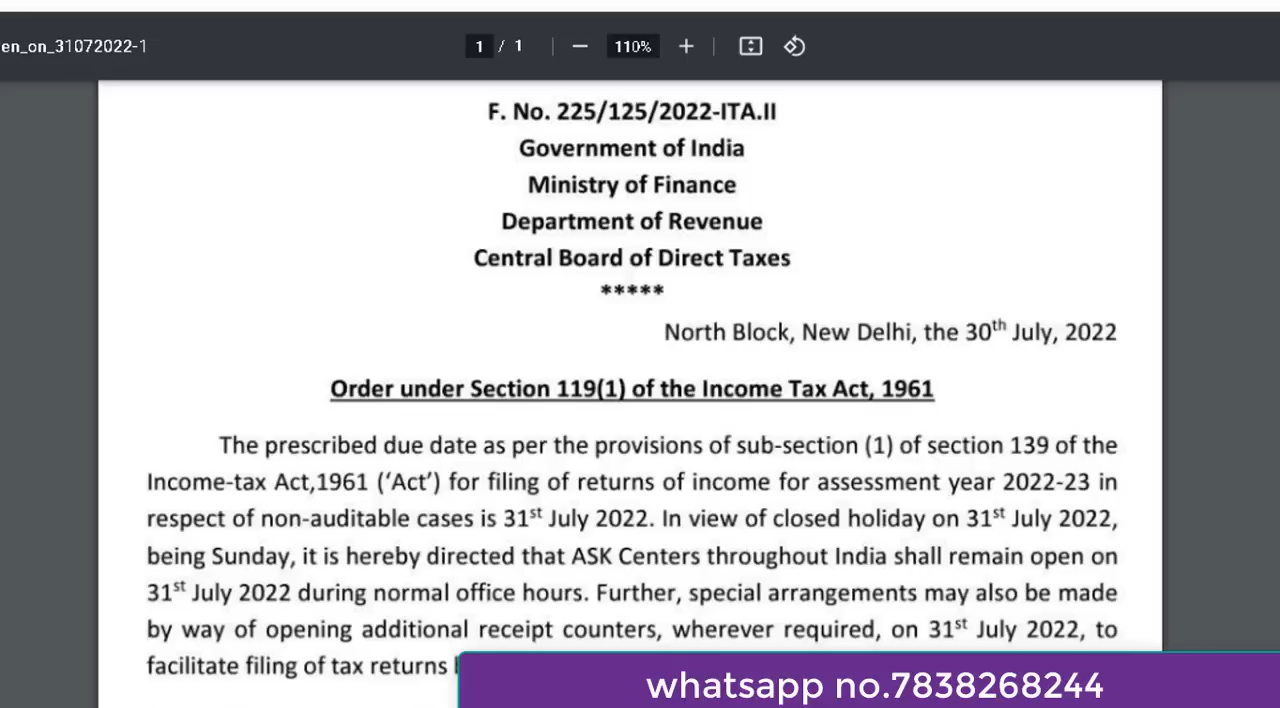 en_on_31072022-1
1 / 1 — 110% +
F. No. 225/125/2022-ITA.II
Government of India
Ministry of Finance
Department of Revenue
Central Board of Direct Taxes
*****
North Block, New Delhi, the 30th July, 2022
Order under Section 119(1) of the Income Tax Act, 1961
The prescribed due date as per the provisions of sub-section (1) of section 139 of the
Income-tax Act,1961 (‘Act’) for filing of returns of income for assessment year 2022-23 in
respect of non-auditable cases is 31st July 2022. In view of closed holiday on 31st July 2022,
being Sunday, it is hereby directed that ASK Centers throughout India shall remain open on
31st July 2022 during normal office hours. Further, special arrangements may also be made
by way of opening additional receipt counters, wherever required, on 31st July 2022, to
facilitate filing of tax returns
whatsapp no.7838268244